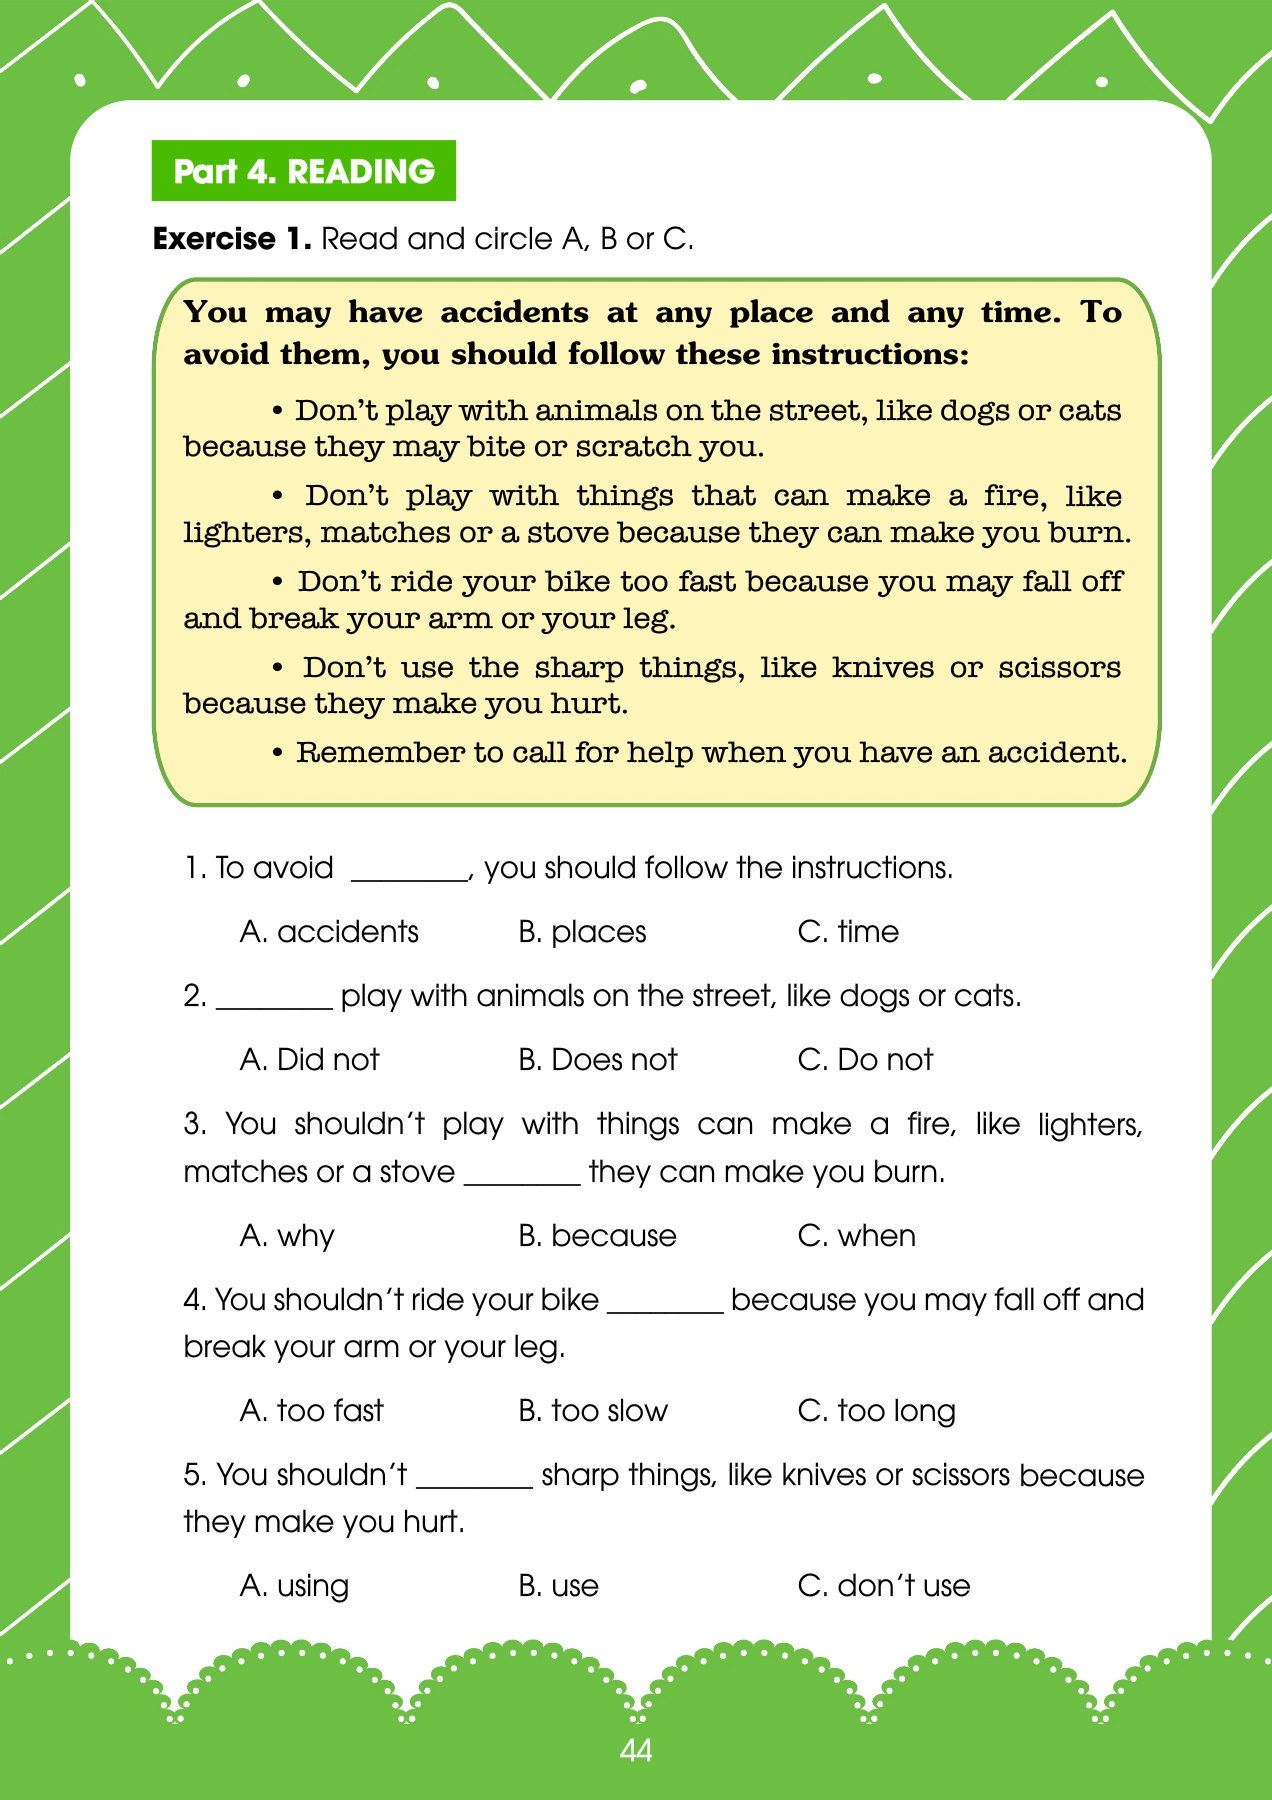 Part 4. READING
Exercise 1. Read and circle A, B or C.
You may have accidents at any place and any time. To
avoid them, you should follow these instructions:
• Don't play with animals on the street, like dogs or cats
because they may bite or scratch you.
• Don't play with things that can make a fire, like
lighters, matches or a stove because they can make you burn.
• Don't ride your bike too fast because you may fall off
and break your arm or your leg.
• Don't use the sharp things, like knives or scissors
because they make you hurt.
• Remember to call for help when you have an accident.
1. To avoid ________, you should follow the instructions.
A. accidents B. places C. time
2. ________ play with animals on the street, like dogs or cats.
A. Did not B. Does not C. Do not
3. You shouldn't play with things can make a fire, like lighters,
matches or a stove ________ they can make you burn.
A. why B. because C. when
4. You shouldn't ride your bike ________ because you may fall off and
break your arm or your leg.
A. too fast B. too slow C. too long
5. You shouldn't ________ sharp things, like knives or scissors because
they make you hurt.
A. using B. use C. don't use
44